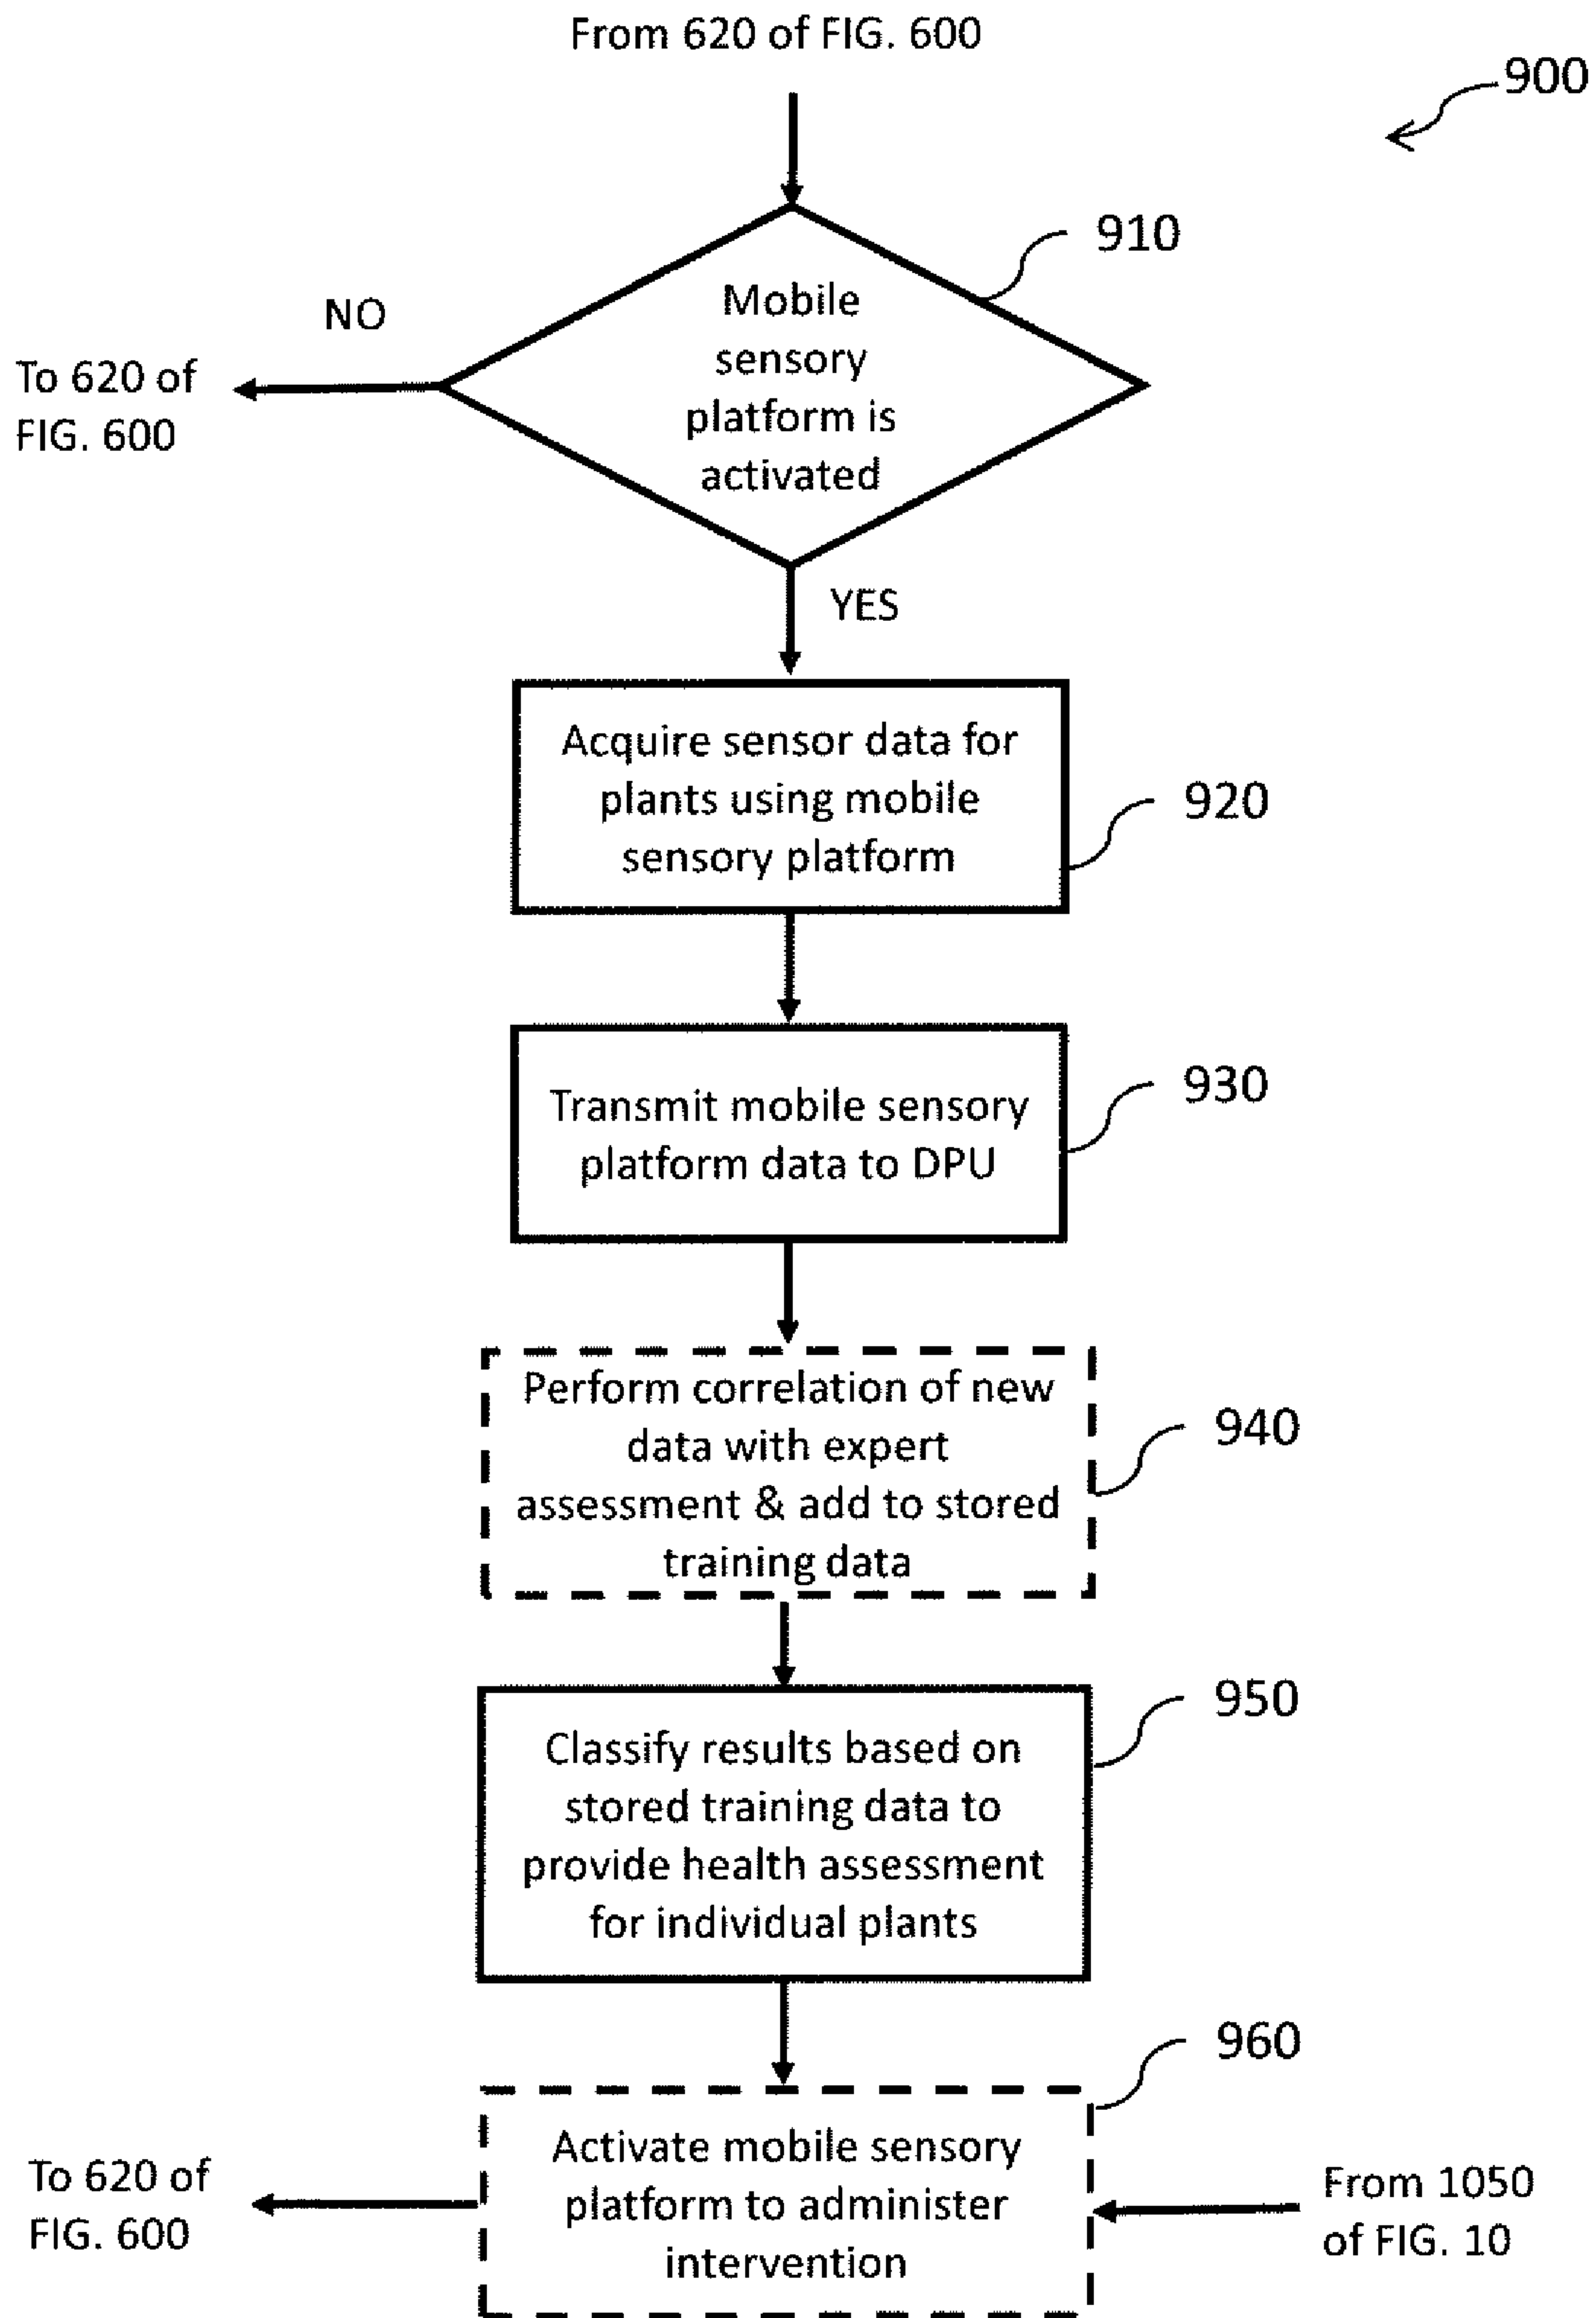 From 620 of FIG. 600
900
910
Mobile
sensory
platform is
activated
NO
To 620 of
FIG. 600
YES
Acquire sensor data for
plants using mobile
sensory platform
920
Transmit mobile sensory
platform data to DPU
930
Perform correlation of new
data with expert
assessment & add to stored
training data
940
Classify results based on
stored training data to
provide health assessment
for individual plants
950
960
Activate mobile sensory
platform to administer
intervention
To 620 of
FIG. 600
From 1050
of FIG. 10